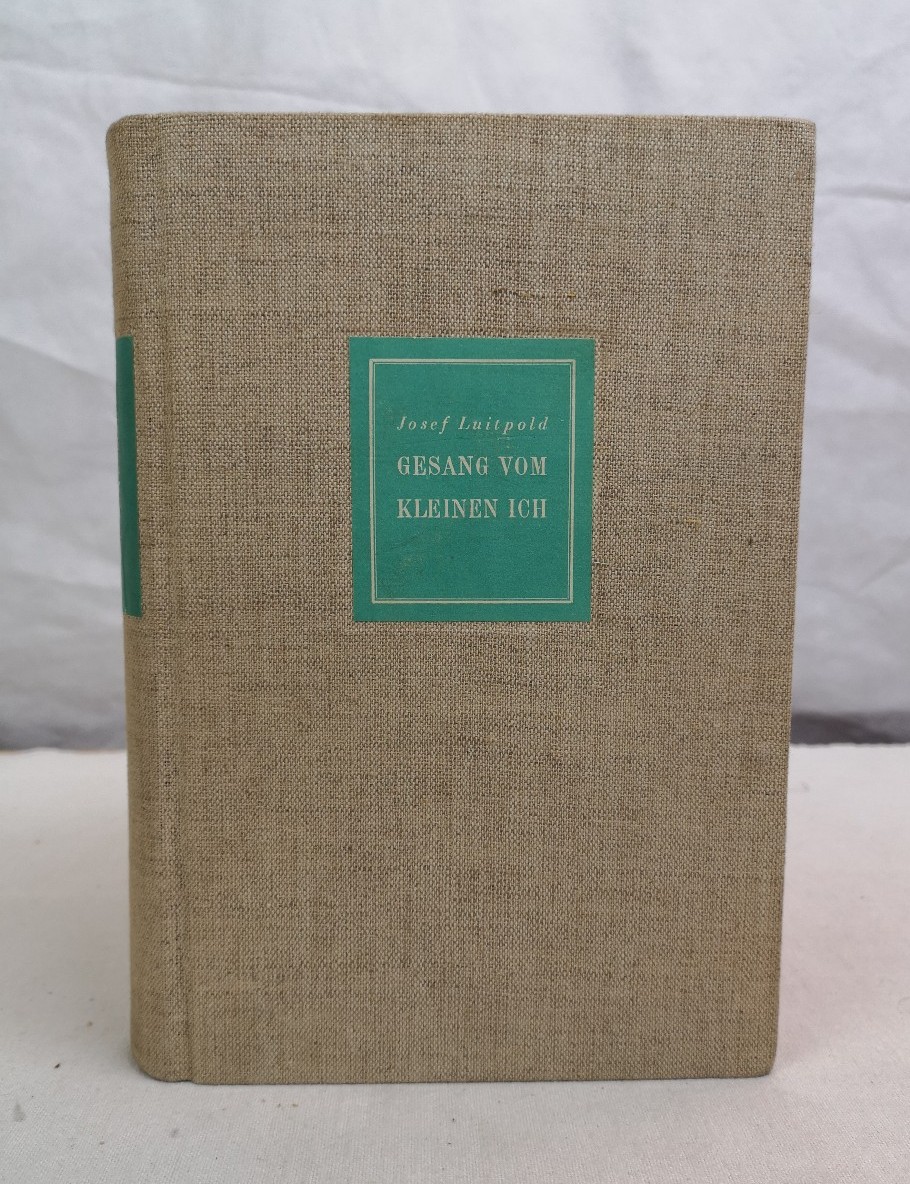 Josef Luitpold
GESANG VOM
KLEINEN ICH